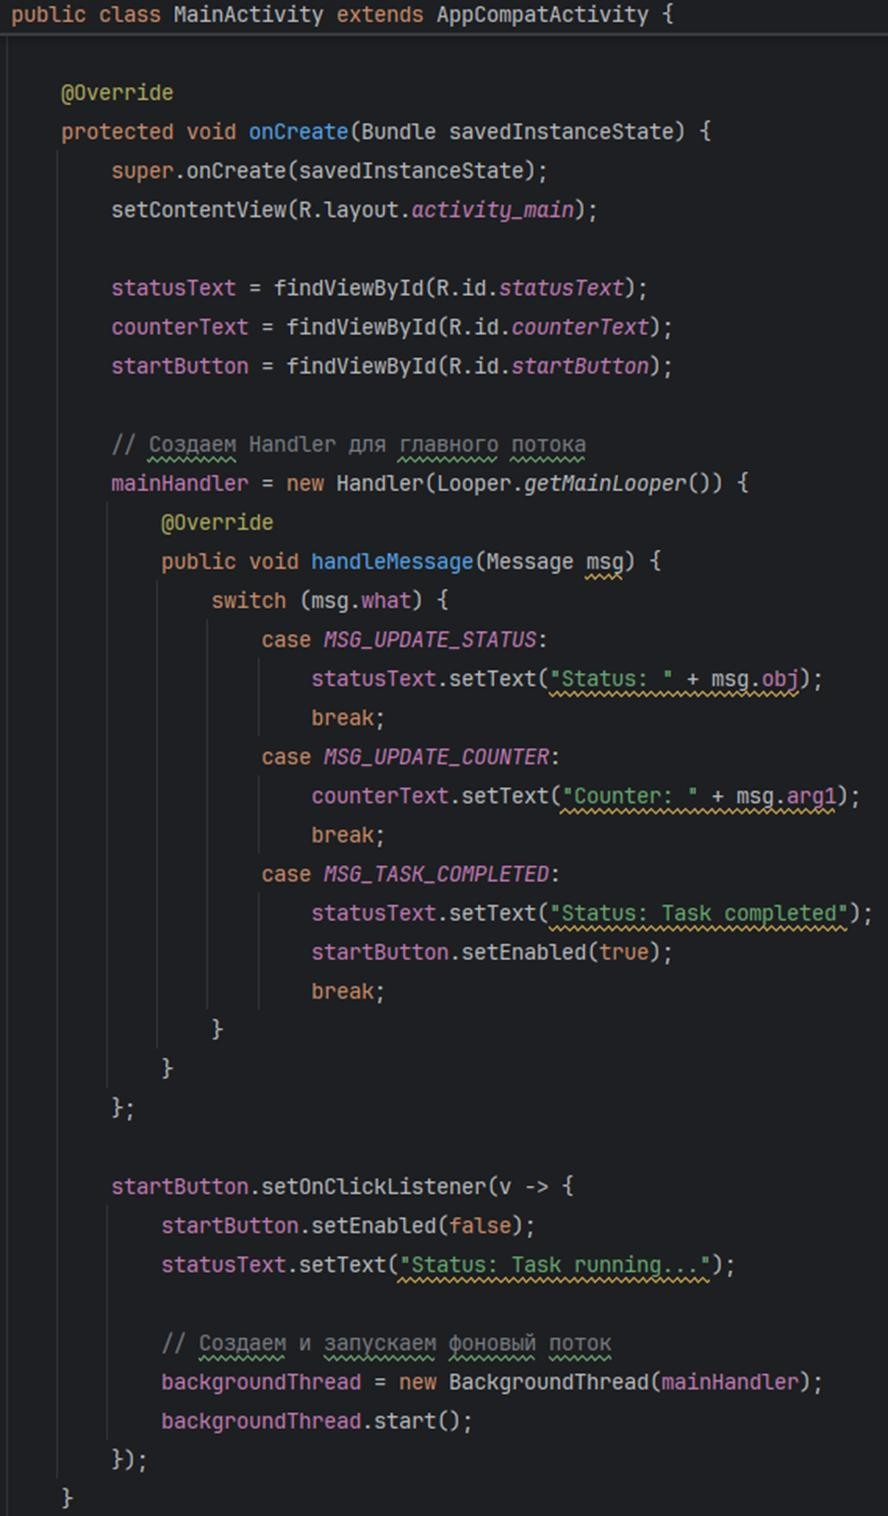 public class MainActivity extends AppCompatActivity {
@Override
protected void onCreate(Bundle savedInstanceState) {
super.onCreate(savedInstanceState);
setContentView(R.layout.activity_main);
statusText = findViewById(R.id.statusText);
counterText = findViewById(R.id.counterText);
startButton = findViewById(R.id.startButton);
// Создаем Handler для главного потока
mainHandler = new Handler(Looper.getMainLooper()) {
@Override
public void handleMessage(Message msg) {
switch (msg.what) {
case MSG_UPDATE_STATUS:
statusText.setText("Status: " + msg.obj);
break;
case MSG_UPDATE_COUNTER:
counterText.setText("Counter: " + msg.arg1);
break;
case MSG_TASK_COMPLETED:
statusText.setText("Status: Task completed");
startButton.setEnabled(true);
break;
}
}
};
startButton.setOnClickListener(v -> {
startButton.setEnabled(false);
statusText.setText("Status: Task running...");
// Создаем и запускаем фоновый поток
backgroundThread = new BackgroundThread(mainHandler);
backgroundThread.start();
});
}